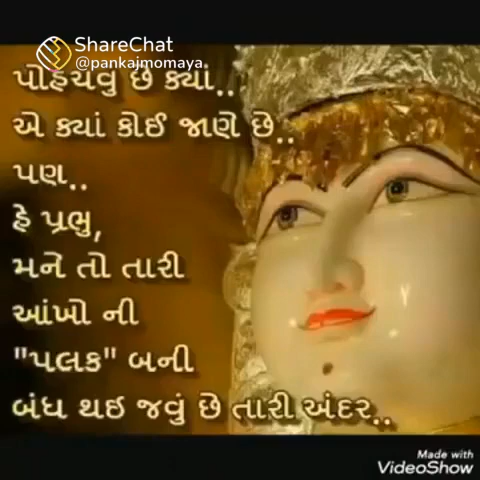 ShareChat
@pankajmomaya
પોહચવુ છે ક્યાં..
એ ક્યાં કોઈ જાણે છે..
પણ..
હે પ્રભુ,
મને તો તારી
આંખો ની
"પલક" બની
બંધ થઇ જવું છે તારી અંદર..
Made with
VideoShow